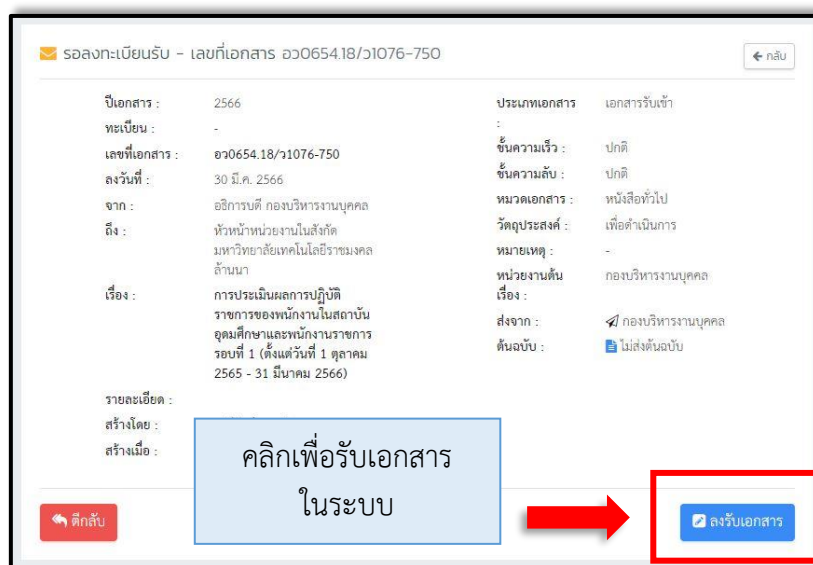 รอลงทะเบียนรับ - เลขที่เอกสาร อว0654.18/ว1076-750
กลับ
ปีเอกสาร : 2566
ทะเบียน : -
เลขที่เอกสาร : อว0654.18/ว1076-750
ลงวันที่ : 30 มี.ค. 2566
จาก : อธิการบดี กองบริหารงานบุคคล
ถึง : หัวหน้าหน่วยงานในสังกัด
มหาวิทยาลัยเทคโนโลยีราชมงคล
ล้านนา
เรื่อง : การประเมินผลการปฏิบัติ
ราชการของพนักงานในสถาบัน
อุดมศึกษาและพนักงานราชการ
รอบที่ 1 (ตั้งแต่วันที่ 1 ตุลาคม
2565 - 31 มีนาคม 2566)
รายละเอียด :
สร้างโดย :
สร้างเมื่อ :
ประเภทเอกสาร เอกสารรับเข้า
:
ชั้นความเร็ว : ปกติ
ชั้นความลับ : ปกติ
หมวดเอกสาร : หนังสือทั่วไป
วัตถุประสงค์ : เพื่อดำเนินการ
หมายเหตุ : -
หน่วยงานต้น กองบริหารงานบุคคล
เรื่อง :
ส่งจาก : กองบริหารงานบุคคล
ต้นฉบับ : ไม่ส่งต้นฉบับ
คลิกเพื่อรับเอกสาร
ในระบบ
ตีกลับ
ลงรับเอกสาร